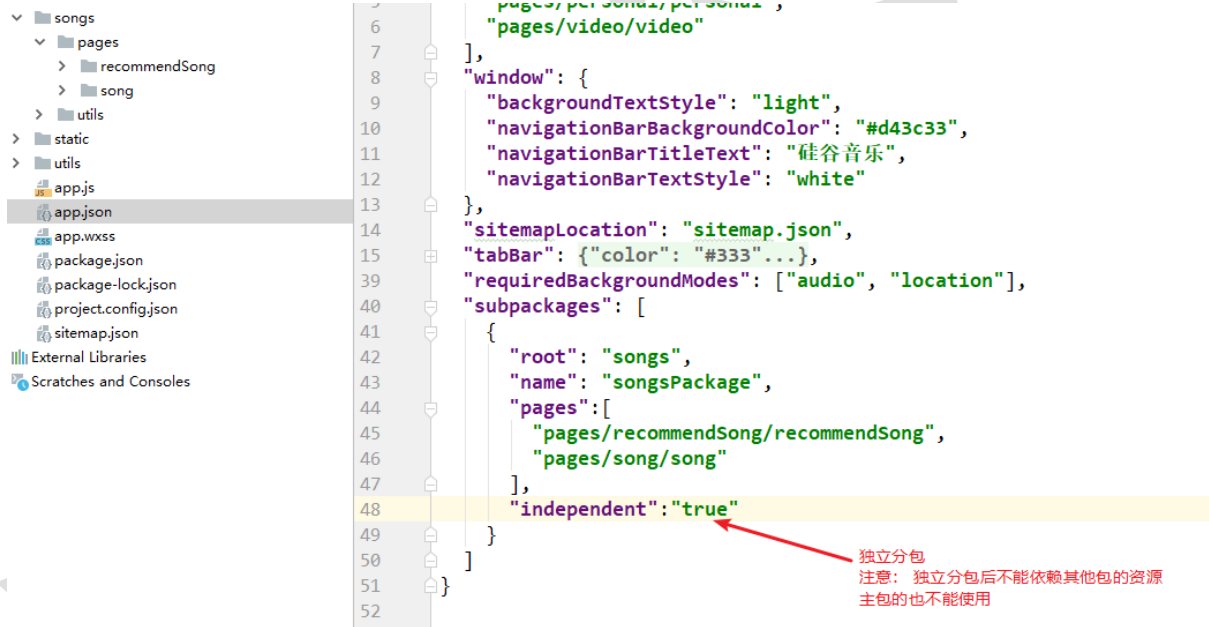 songs
pages
recommendSong
song
utils
static
utils
app.js
app.json
app.wxss
package.json
package-lock.json
project.config.json
sitemap.json
External Libraries
Scratches and Consoles
5 "pages/personal/personal",
6 "pages/video/video"
7 ],
8 "window": {
9 "backgroundTextStyle": "light",
10 "navigationBarBackgroundColor": "#d43c33",
11 "navigationBarTitleText": "硅谷音乐",
12 "navigationBarTextStyle": "white"
13 },
14 "sitemapLocation": "sitemap.json",
15 "tabBar": {"color": "#333"...},
39 "requiredBackgroundModes": ["audio", "location"],
40 "subpackages": [
41 {
42 "root": "songs",
43 "name": "songsPackage",
44 "pages":[
45 "pages/recommendSong/recommendSong",
46 "pages/song/song"
47 ],
48 "independent":"true"
49 }
50 ]
51 }
52
独立分包
注意： 独立分包后不能依赖其他包的资源
主包的也不能使用